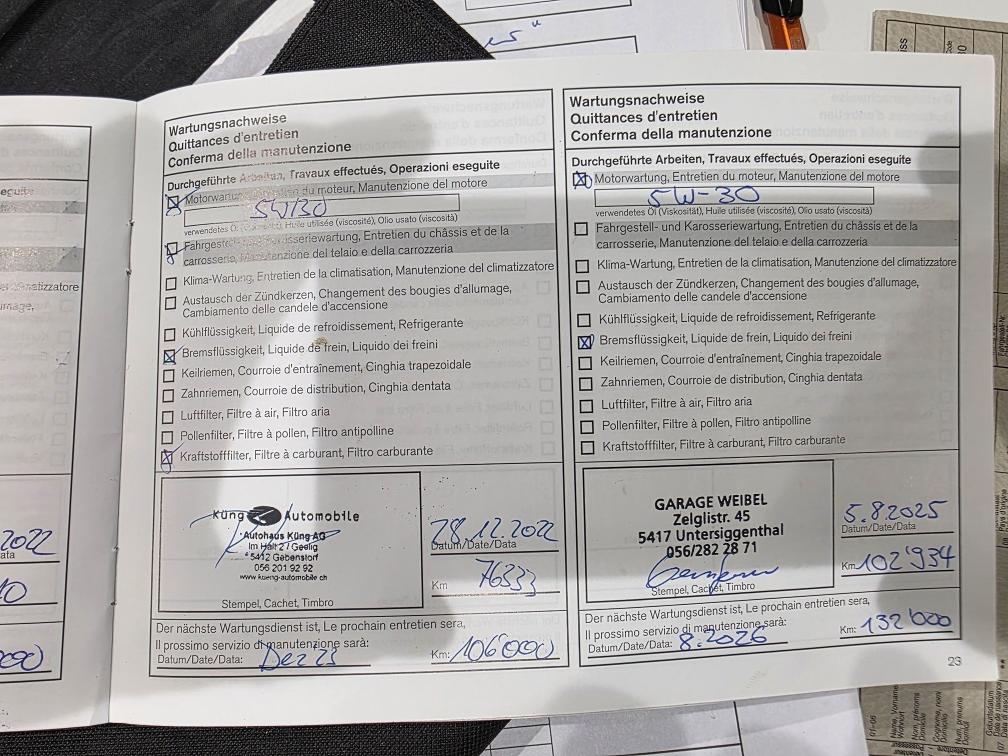 Wartungsnachweise
Quittances d'entretien
Conferma della manutenzione
Durchgeführte Arbeiten, Travaux effectués, Operazioni eseguite
Motorwartung, Entretien du moteur, Manutenzione del motore
5W30
verwendetes Öl (Viskosität), Huile utilisée (viscosité), Olio usato (viscosità)
Fahrgestell- und Karosseriewartung, Entretien du châssis et de la
carrosserie, Manutenzione del telaio e della carrozzeria
Klima-Wartung, Entretien de la climatisation, Manutenzione del climatizzatore
Austausch der Zündkerzen, Changement des bougies d'allumage,
Cambiamento delle candele d'accensione
Kühlflüssigkeit, Liquide de refroidissement, Refrigerante
Bremsflüssigkeit, Liquide de frein, Liquido dei freini
Keilriemen, Courroie d'entraînement, Cinghia trapezoidale
Zahnriemen, Courroie de distribution, Cinghia dentata
Luftfilter, Filtre à air, Filtro aria
Pollenfilter, Filtre à pollen, Filtro antipolline
Kraftstofffilter, Filtre à carburant, Filtro carburante
Küng Automobile
Autohaus Küng AG
Im Halt 2 / Geelig
5412 Gebenstorf
056 201 92 92
www.kueng-automobile.ch
Stempel, Cachet, Timbro
28.12.2022
Datum/Date/Data
Km 76333
Der nächste Wartungsdienst ist, Le prochain entretien sera,
Il prossimo servizio di manutenzione sarà:
Datum/Date/Data: Dez 23 Km: 106000
Wartungsnachweise
Quittances d'entretien
Conferma della manutenzione
Durchgeführte Arbeiten, Travaux effectués, Operazioni eseguite
Motorwartung, Entretien du moteur, Manutenzione del motore
5W-30
verwendetes Öl (Viskosität), Huile utilisée (viscosité), Olio usato (viscosità)
Fahrgestell- und Karosseriewartung, Entretien du châssis et de la
carrosserie, Manutenzione del telaio e della carrozzeria
Klima-Wartung, Entretien de la climatisation, Manutenzione del climatizzatore
Austausch der Zündkerzen, Changement des bougies d'allumage,
Cambiamento delle candele d'accensione
Kühlflüssigkeit, Liquide de refroidissement, Refrigerante
Bremsflüssigkeit, Liquide de frein, Liquido dei freini
Keilriemen, Courroie d'entraînement, Cinghia trapezoidale
Zahnriemen, Courroie de distribution, Cinghia dentata
Luftfilter, Filtre à air, Filtro aria
Pollenfilter, Filtre à pollen, Filtro antipolline
Kraftstofffilter, Filtre à carburant, Filtro carburante
GARAGE WEIBEL
Zelglistr. 45
5417 Untersiggenthal
056/282 28 71
Stempel, Cachet, Timbro
5.8.2025
Datum/Date/Data
Km 102'934
Der nächste Wartungsdienst ist, Le prochain entretien sera,
Il prossimo servizio di manutenzione sarà:
Datum/Date/Data: 8.2026 Km: 132'000
23